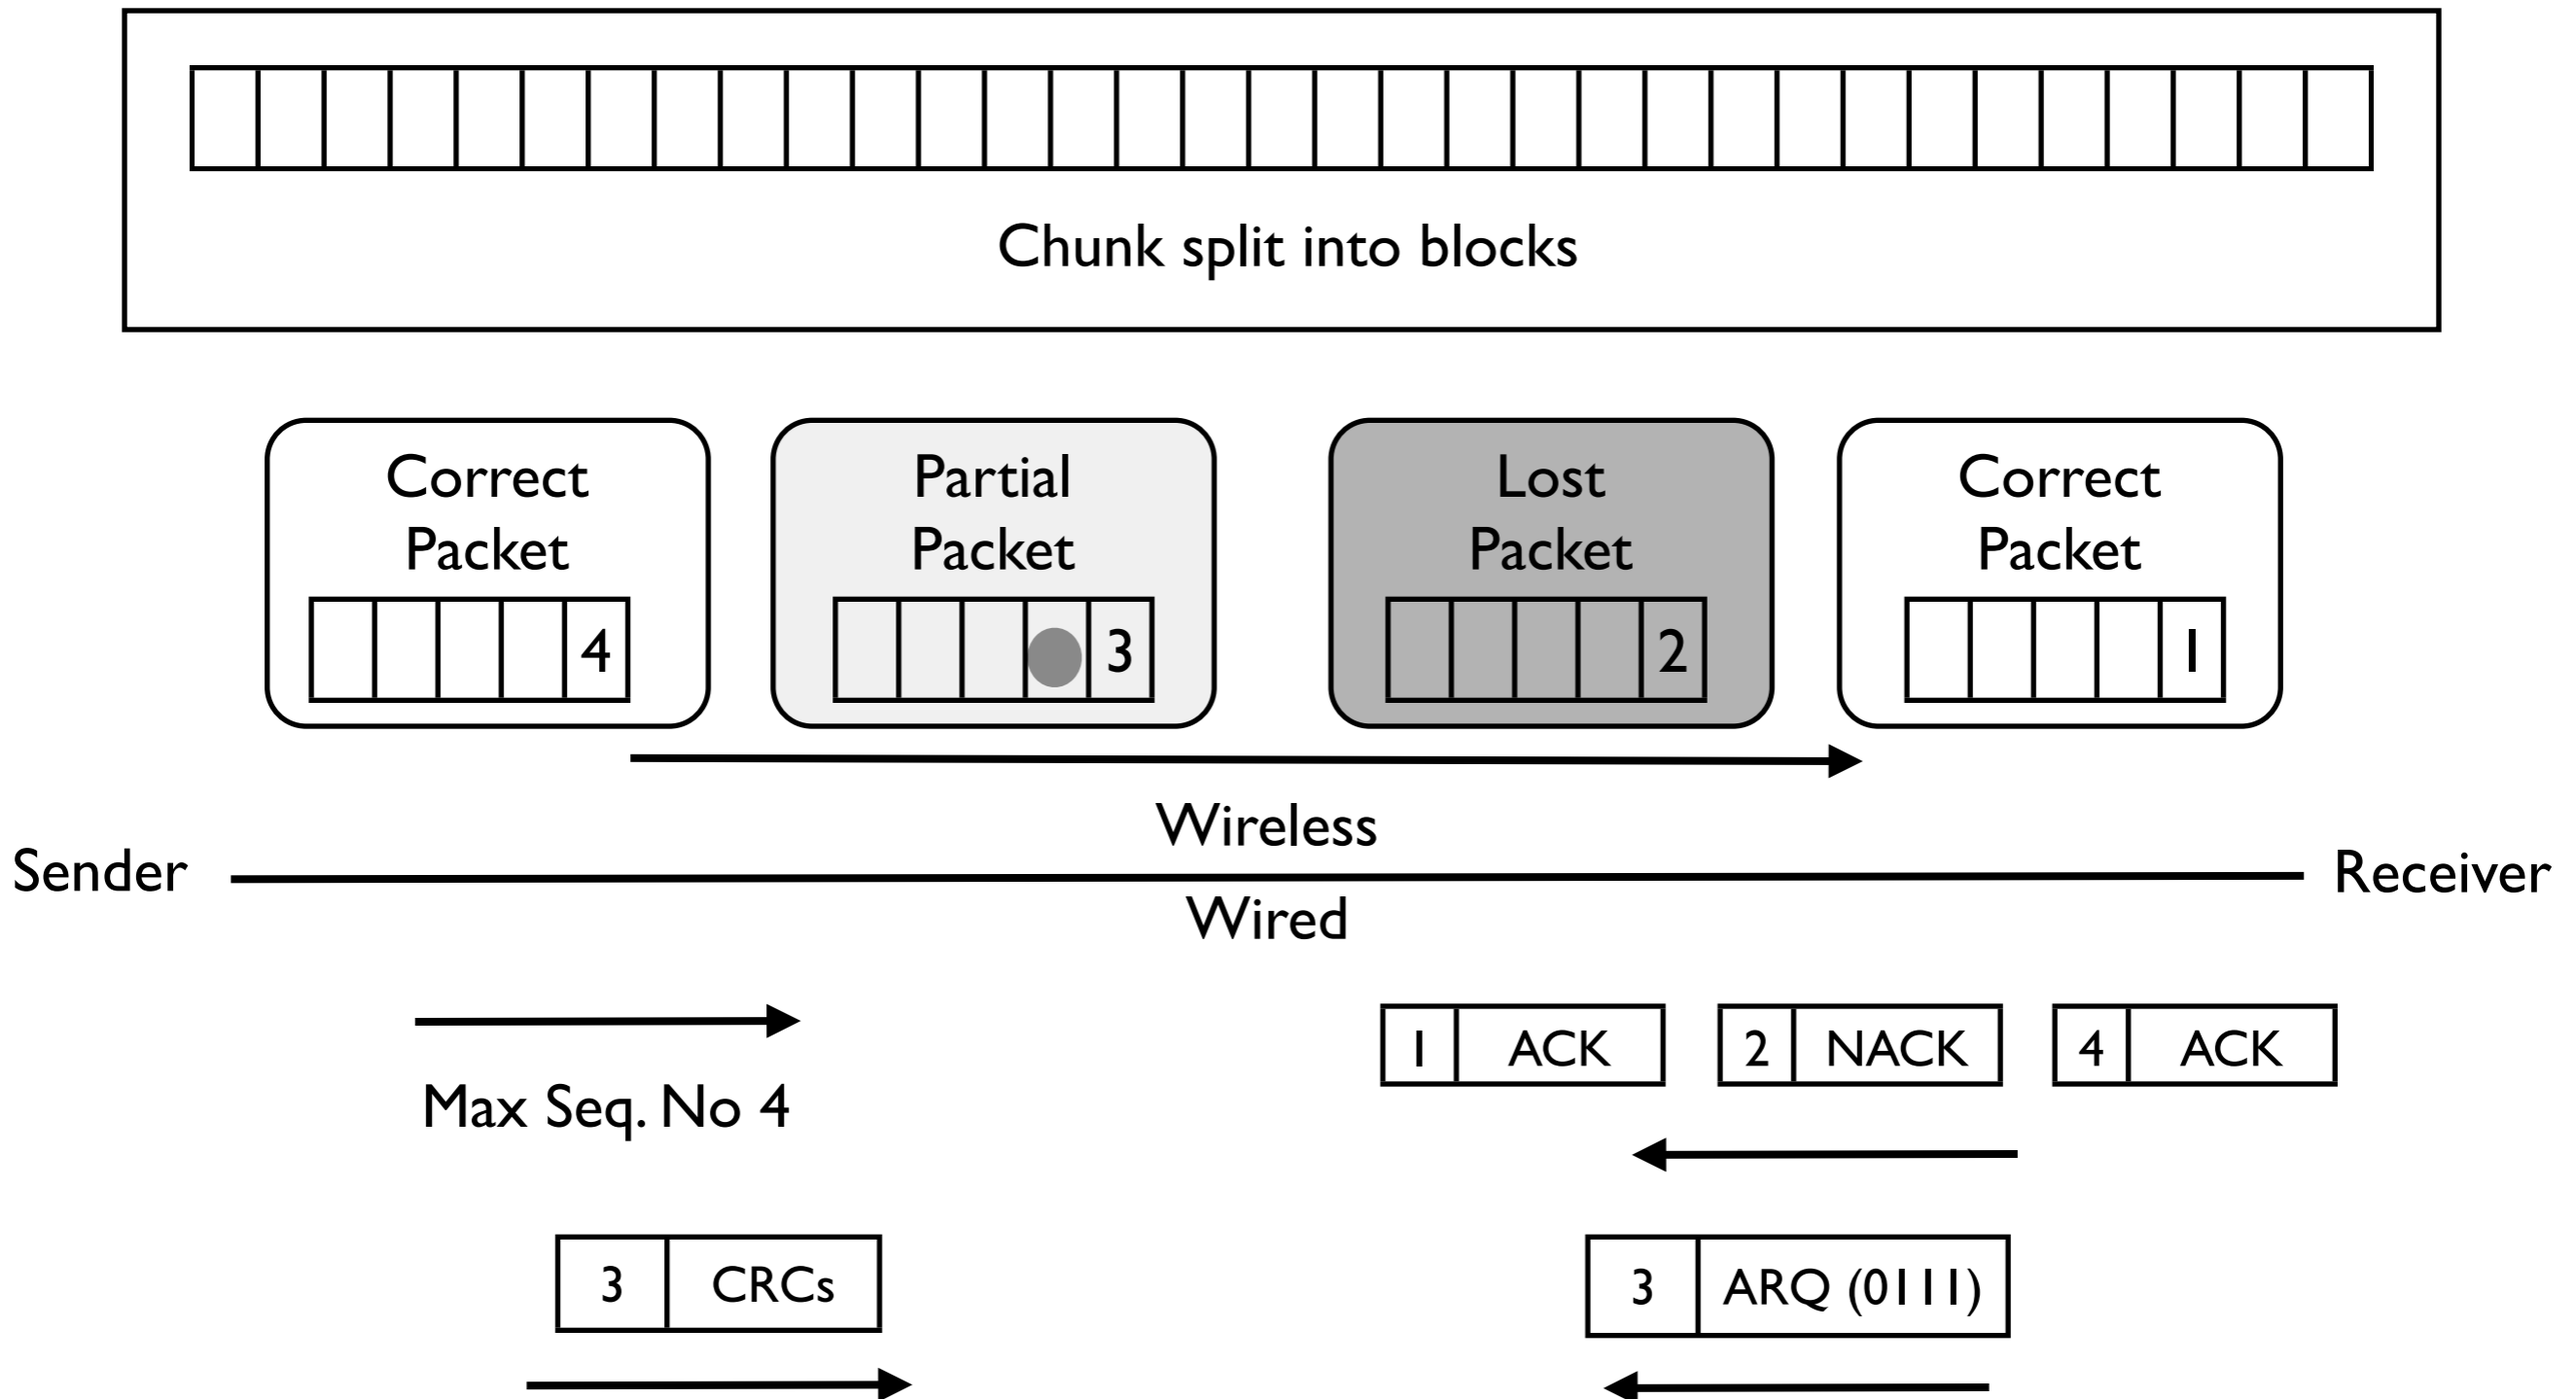 Chunk split into blocks
Correct
Packet
4
Partial
Packet
3
Lost
Packet
2
Correct
Packet
1
Wireless
Sender
Receiver
Wired
1 ACK
2 NACK
4 ACK
Max Seq. No 4
3 CRCs
3 ARQ (0111)